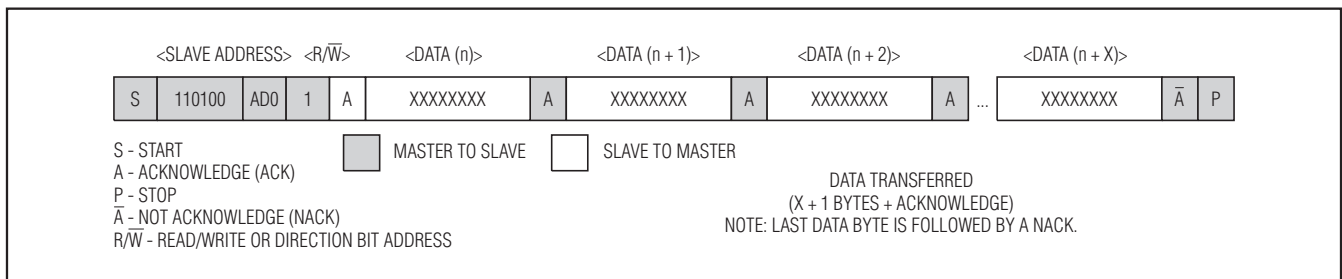 <SLAVE ADDRESS> <R/W̅> <DATA (n)> <DATA (n + 1)> <DATA (n + 2)> <DATA (n + X)>
S 110100 AD0 1 A XXXXXXXX A XXXXXXXX A XXXXXXXX A ... XXXXXXXX A̅ P
S - START
A - ACKNOWLEDGE (ACK)
P - STOP
A̅ - NOT ACKNOWLEDGE (NACK)
R/W̅ - READ/WRITE OR DIRECTION BIT ADDRESS
MASTER TO SLAVE SLAVE TO MASTER
DATA TRANSFERRED
(X + 1 BYTES + ACKNOWLEDGE)
NOTE: LAST DATA BYTE IS FOLLOWED BY A NACK.